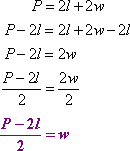 P = 2l + 2w
P − 2l = 2l + 2w − 2l
P − 2l = 2w
(P − 2l)/2 = 2w/2
(P − 2l)/2 = w